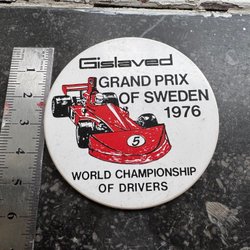 Gislaved
GRAND PRIX
OF SWEDEN
1976
5
WORLD CHAMPIONSHIP
OF DRIVERS